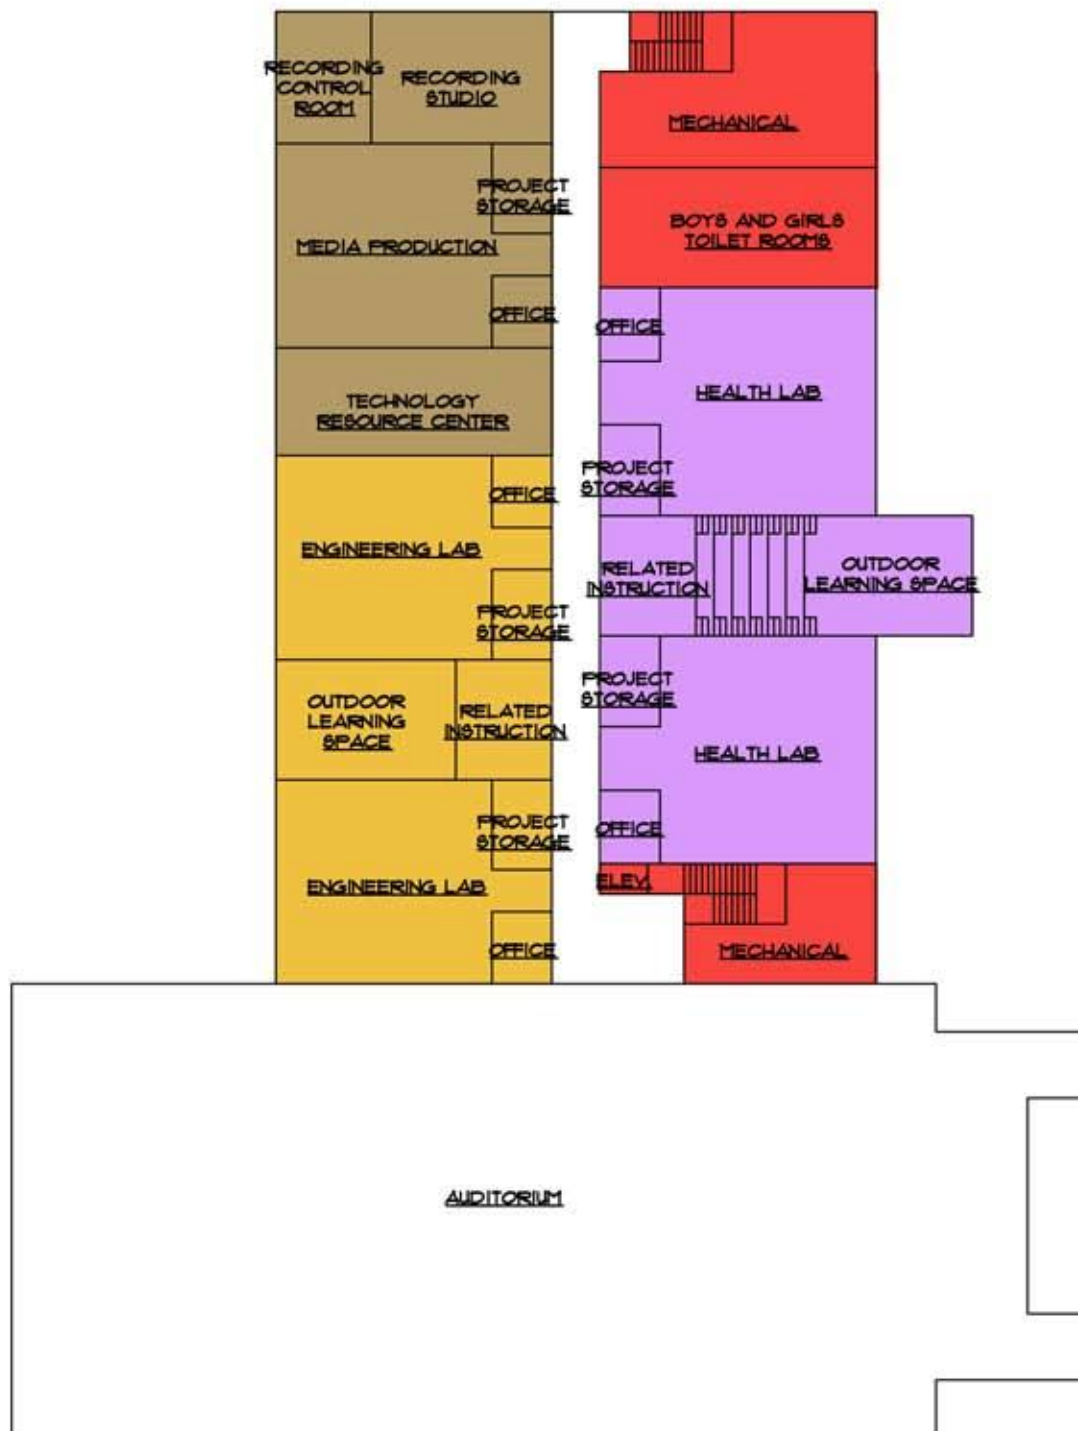 RECORDING
CONTROL
ROOM
RECORDING
STUDIO
MECHANICAL
PROJECT
STORAGE
BOYS AND GIRLS
TOILET ROOMS
MEDIA PRODUCTION
OFFICE
OFFICE
HEALTH LAB
TECHNOLOGY
RESOURCE CENTER
PROJECT
STORAGE
OFFICE
ENGINEERING LAB
RELATED
INSTRUCTION
OUTDOOR
LEARNING SPACE
PROJECT
STORAGE
PROJECT
STORAGE
OUTDOOR
LEARNING
SPACE
RELATED
INSTRUCTION
HEALTH LAB
PROJECT
STORAGE
OFFICE
ENGINEERING LAB
ELEV.
OFFICE
MECHANICAL
AUDITORIUM